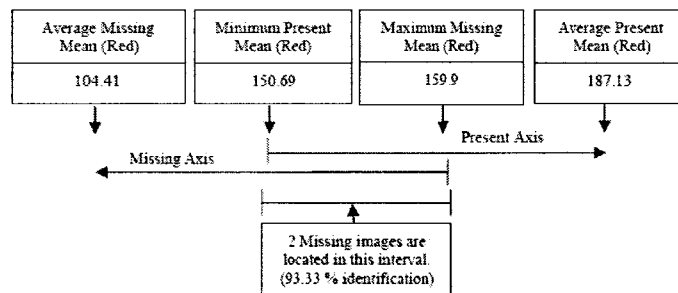 Average Missing
Mean (Red)
104.41
Minimum Present
Mean (Red)
150.69
Maximum Missing
Mean (Red)
159.9
Average Present
Mean (Red)
187.13
Present Axis
Missing Axis
2 Missing images are
located in this interval.
(93.33 % identification)